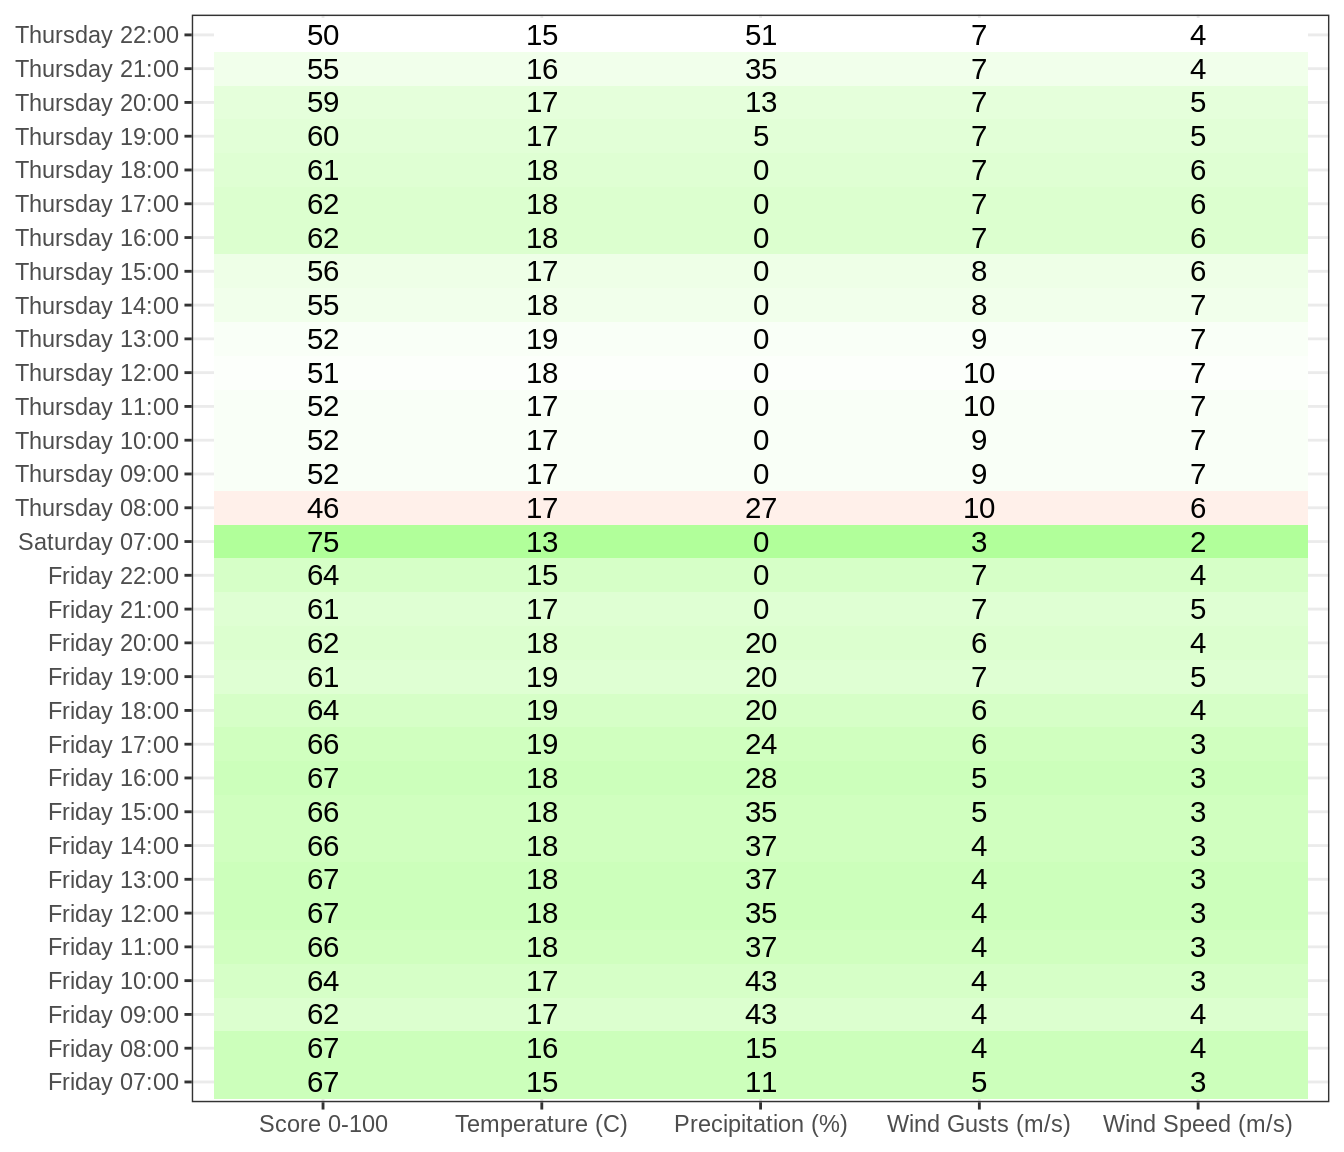 Thursday 22:00 50 15 51 7 4
Thursday 21:00 55 16 35 7 4
Thursday 20:00 59 17 13 7 5
Thursday 19:00 60 17 5 7 5
Thursday 18:00 61 18 0 7 6
Thursday 17:00 62 18 0 7 6
Thursday 16:00 62 18 0 7 6
Thursday 15:00 56 17 0 8 6
Thursday 14:00 55 18 0 8 7
Thursday 13:00 52 19 0 9 7
Thursday 12:00 51 18 0 10 7
Thursday 11:00 52 17 0 10 7
Thursday 10:00 52 17 0 9 7
Thursday 09:00 52 17 0 9 7
Thursday 08:00 46 17 27 10 6
Saturday 07:00 75 13 0 3 2
Friday 22:00 64 15 0 7 4
Friday 21:00 61 17 0 7 5
Friday 20:00 62 18 20 6 4
Friday 19:00 61 19 20 7 5
Friday 18:00 64 19 20 6 4
Friday 17:00 66 19 24 6 3
Friday 16:00 67 18 28 5 3
Friday 15:00 66 18 35 5 3
Friday 14:00 66 18 37 4 3
Friday 13:00 67 18 37 4 3
Friday 12:00 67 18 35 4 3
Friday 11:00 66 18 37 4 3
Friday 10:00 64 17 43 4 3
Friday 09:00 62 17 43 4 4
Friday 08:00 67 16 15 4 4
Friday 07:00 67 15 11 5 3
Score 0-100 Temperature (C) Precipitation (%) Wind Gusts (m/s) Wind Speed (m/s)